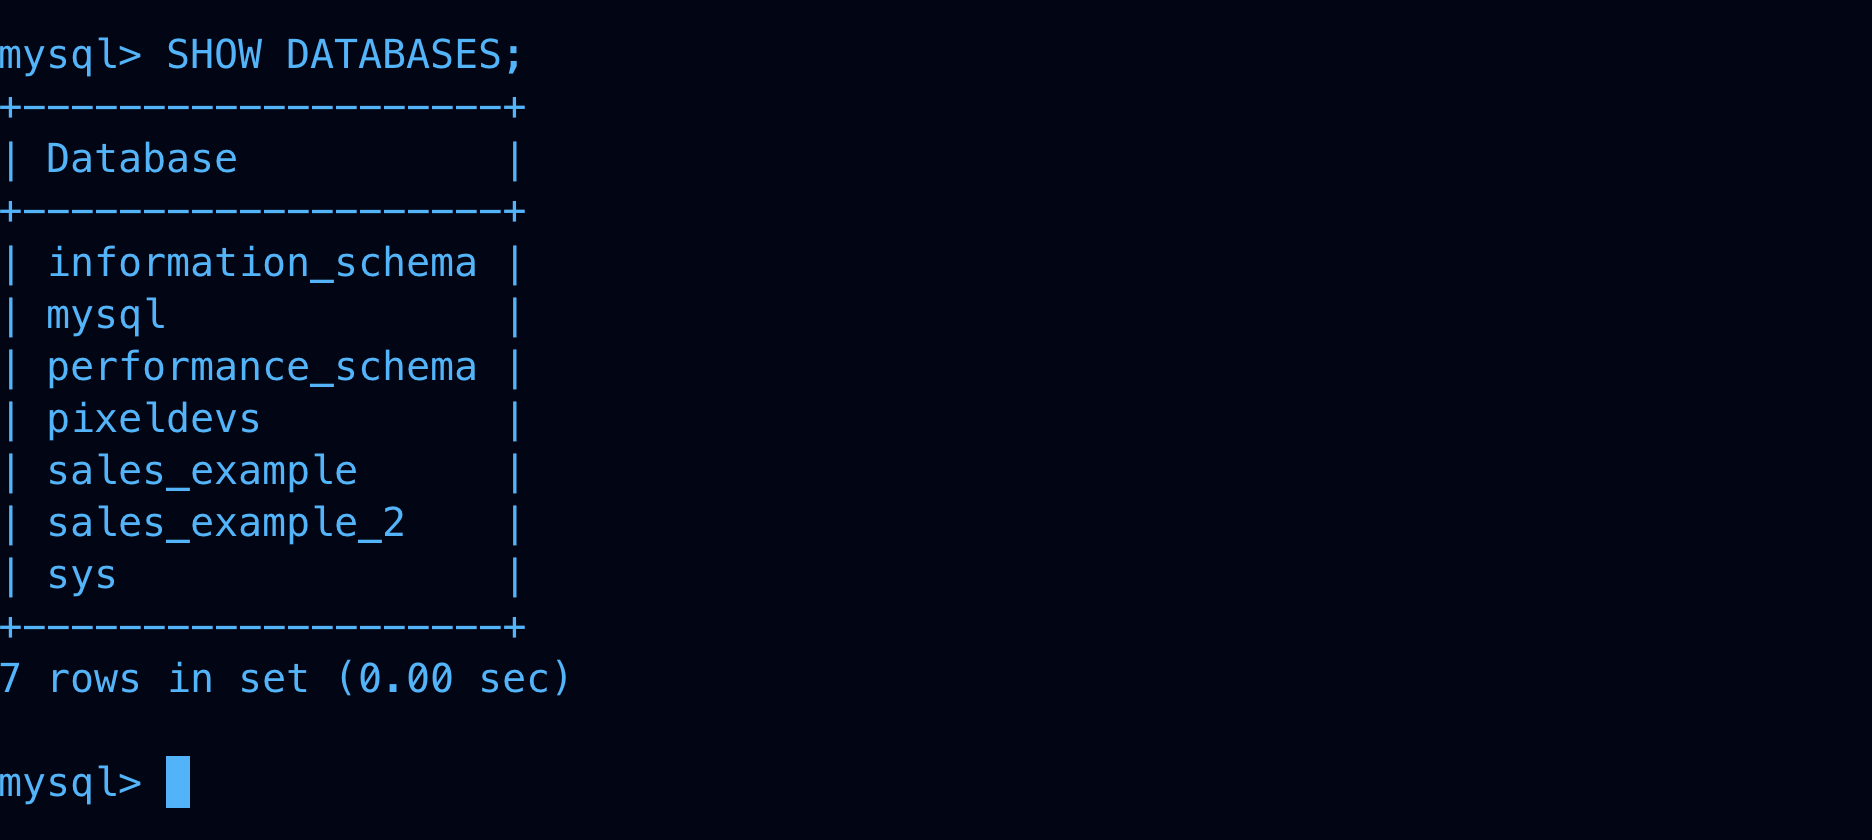 mysql> SHOW DATABASES;
+--------------------+
| Database           |
+--------------------+
| information_schema |
| mysql              |
| performance_schema |
| pixeldevs          |
| sales_example      |
| sales_example_2    |
| sys                |
+--------------------+
7 rows in set (0.00 sec)
mysql>